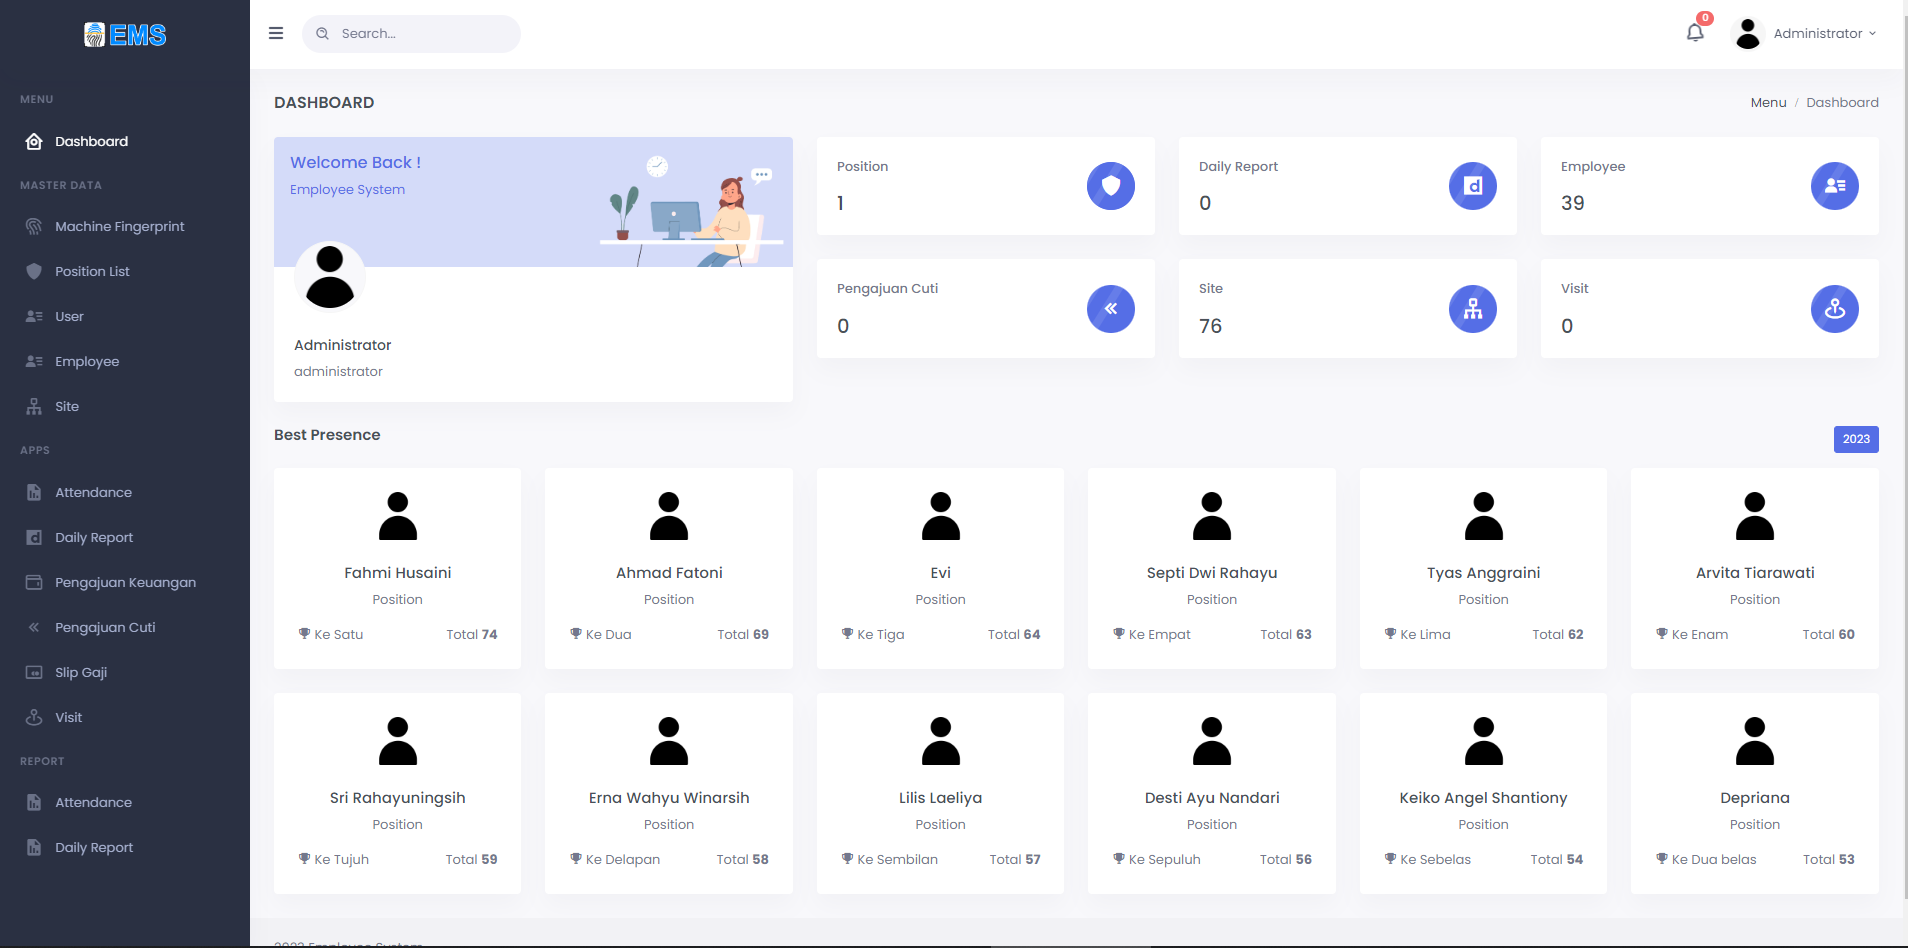 EMS
MENU
Dashboard
MASTER DATA
Machine Fingerprint
Position List
User
Employee
Site
APPS
Attendance
Daily Report
Pengajuan Keuangan
Pengajuan Cuti
Slip Gaji
Visit
REPORT
Attendance
Daily Report
Search...
0
Administrator
DASHBOARD
Menu / Dashboard
Welcome Back !
Employee System
Administrator
administrator
Position
1
Daily Report
0
Employee
39
Pengajuan Cuti
0
Site
76
Visit
0
Best Presence
2023
Fahmi Husaini
Position
Ke Satu Total 74
Ahmad Fatoni
Position
Ke Dua Total 69
Evi
Position
Ke Tiga Total 64
Septi Dwi Rahayu
Position
Ke Empat Total 63
Tyas Anggraini
Position
Ke Lima Total 62
Arvita Tiarawati
Position
Ke Enam Total 60
Sri Rahayuningsih
Position
Ke Tujuh Total 59
Erna Wahyu Winarsih
Position
Ke Delapan Total 58
Lilis Laeliya
Position
Ke Sembilan Total 57
Desti Ayu Nandari
Position
Ke Sepuluh Total 56
Keiko Angel Shantiony
Position
Ke Sebelas Total 54
Depriana
Position
Ke Dua belas Total 53
2023 Employee System